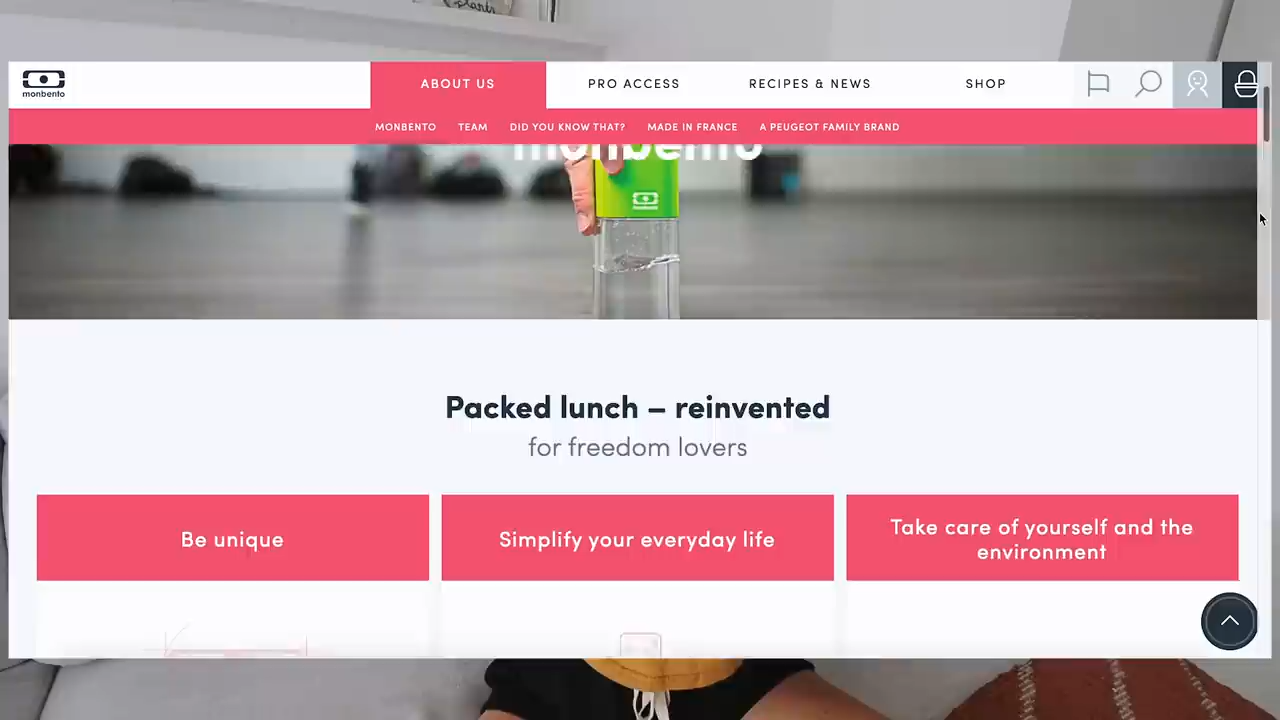 Plants
monbento
ABOUT US
PRO ACCESS
RECIPES & NEWS
SHOP
MONBENTO
TEAM
DID YOU KNOW THAT?
MADE IN FRANCE
A PEUGEOT FAMILY BRAND
monbento
Packed lunch – reinvented
for freedom lovers
Be unique
Simplify your everyday life
Take care of yourself and the
environment